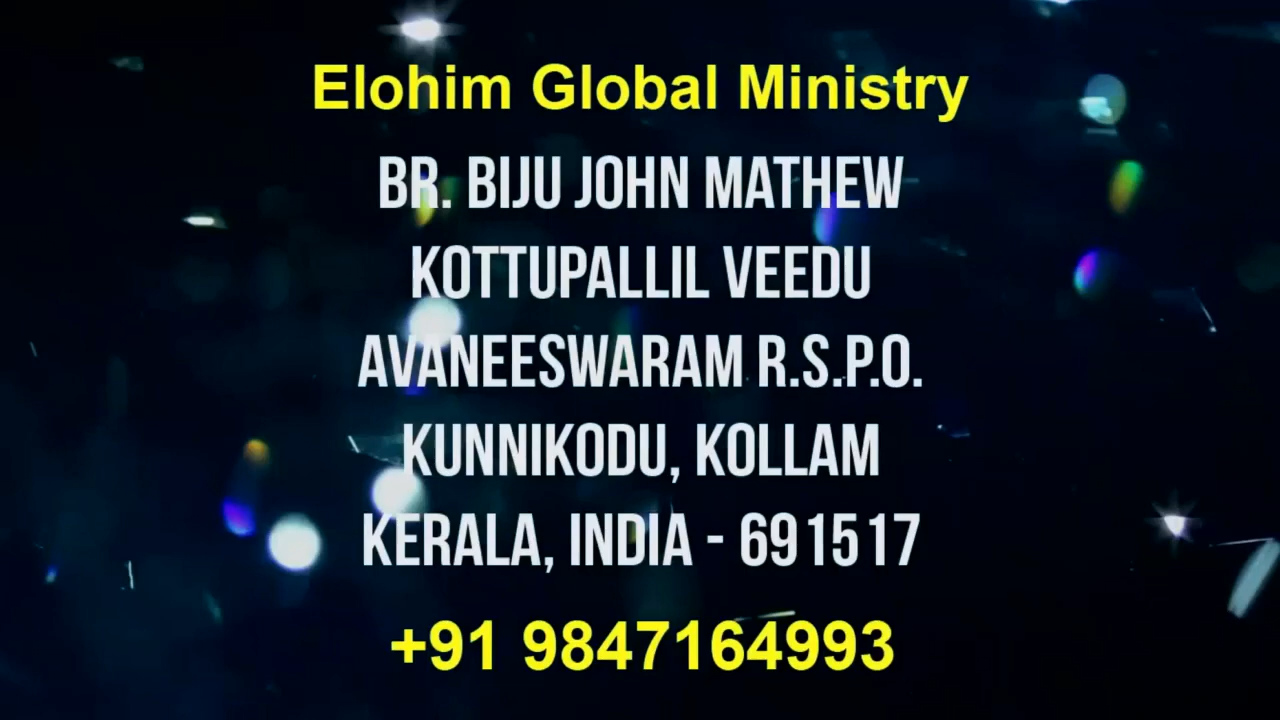 Elohim Global Ministry
BR. BIJU JOHN MATHEW
KOTTUPALLIL VEEDU
AVANEESWARAM R.S.P.O.
KUNNIKODU, KOLLAM
KERALA, INDIA - 691517
+91 9847164993